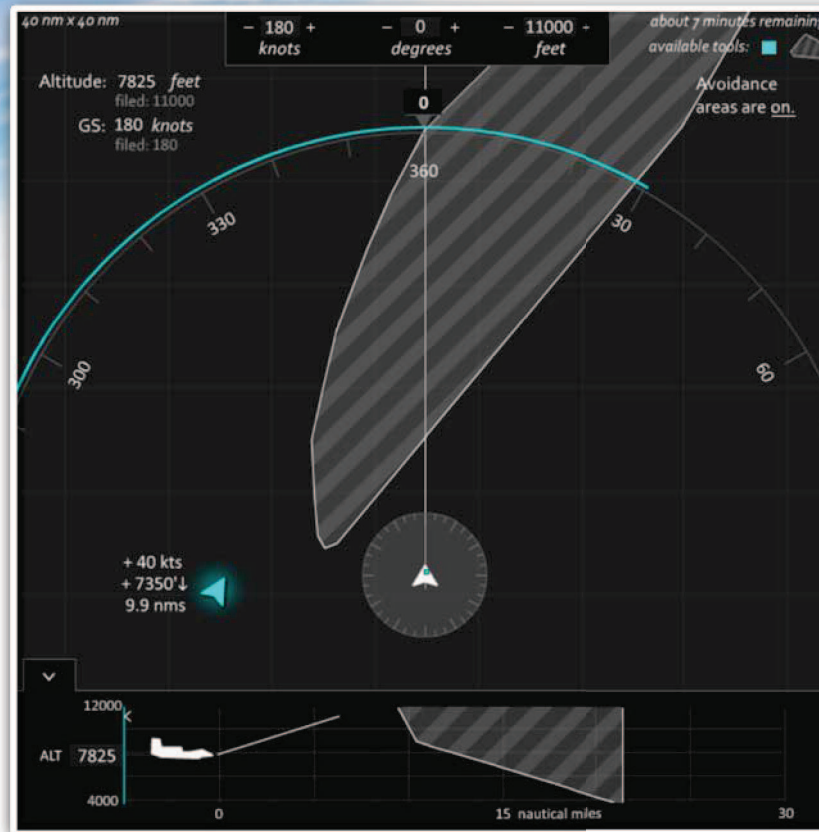 40 nm x 40 nm
- 180 + - 0 + - 11000 -
knots degrees feet
about 7 minutes remaining
available tools:
Altitude: 7825 feet
filed: 11000
GS: 180 knots
filed: 180
Avoidance
areas are on.
0
360
330
30
300
60
+ 40 kts
+ 7350'↓
9.9 nms
12000
ALT 7825
4000
0 15 nautical miles 30